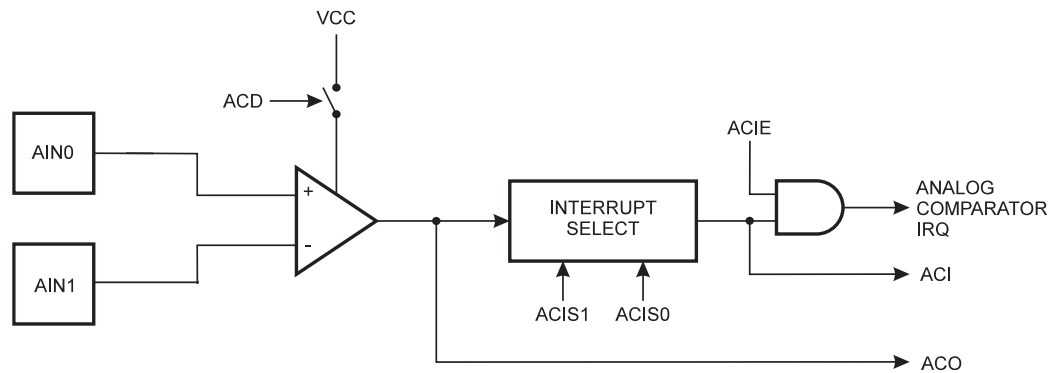 VCC
ACD
AIN0
+
-
AIN1
INTERRUPT
SELECT
ACIS1
ACIS0
ACIE
ANALOG
COMPARATOR
IRQ
ACI
ACO